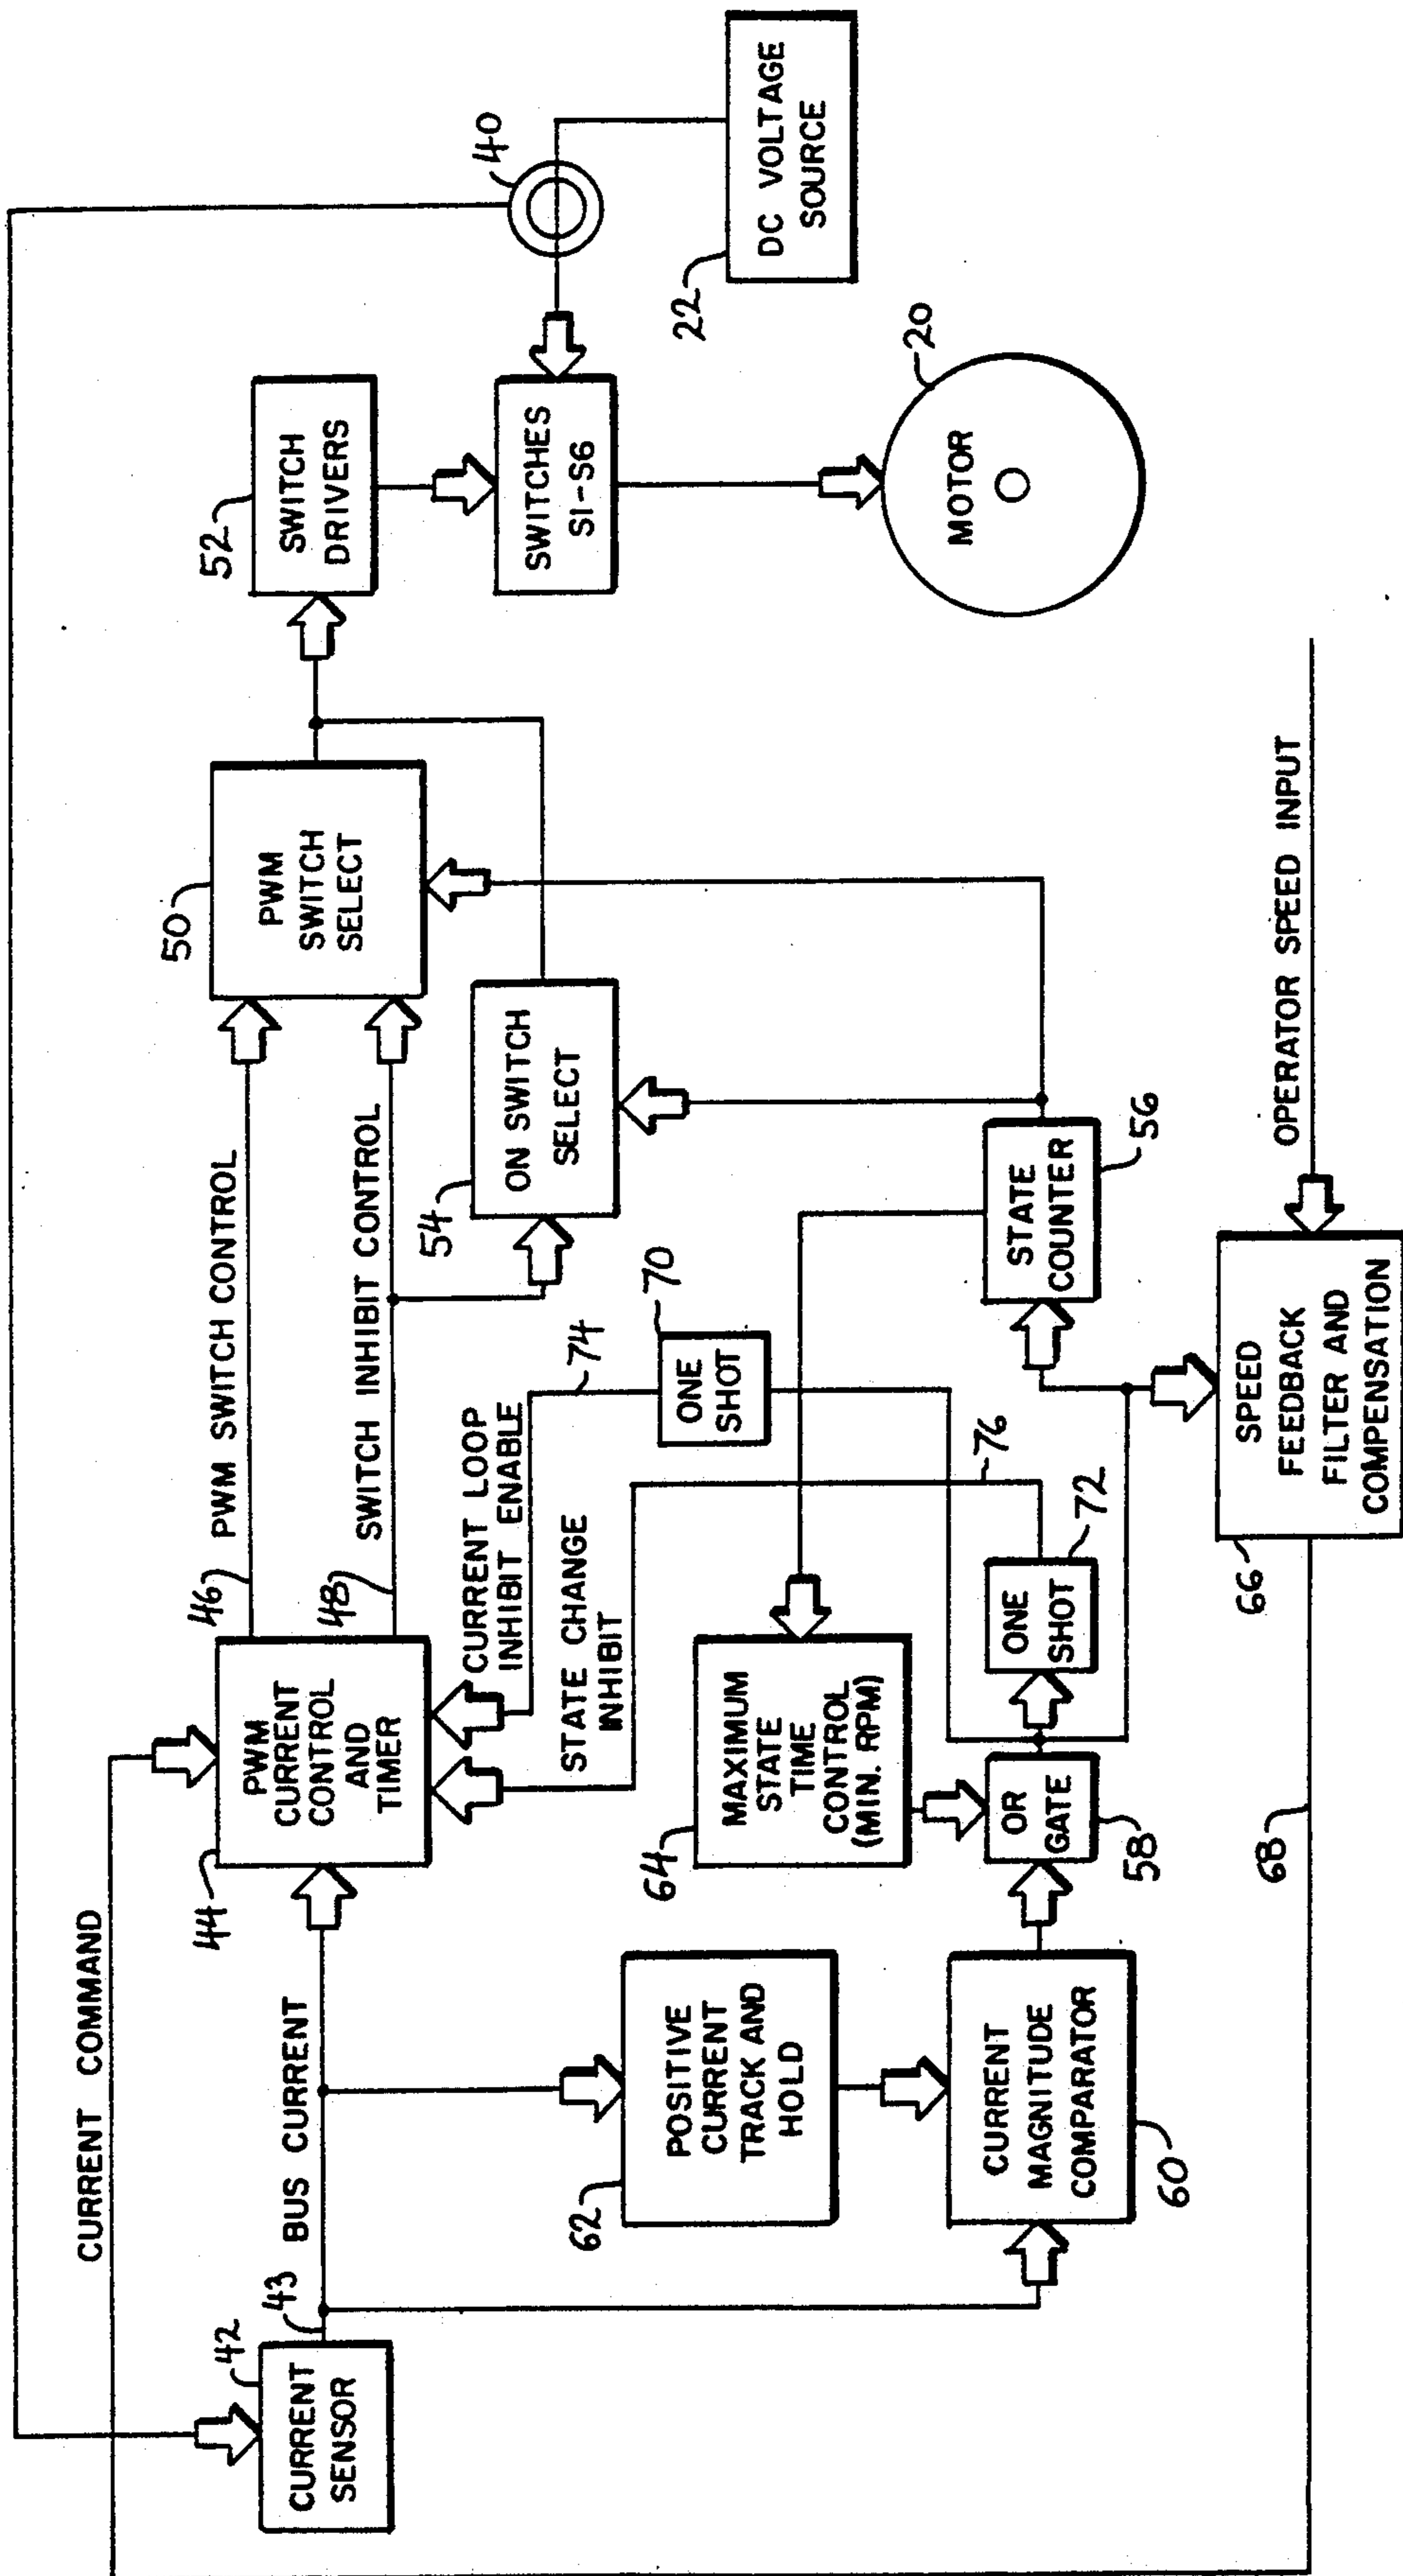 CURRENT COMMAND
42
43
CURRENT
SENSOR
BUS CURRENT
44
PWM
CURRENT
CONTROL
AND
TIMER
46
PWM SWITCH CONTROL
48
SWITCH INHIBIT CONTROL
50
PWM
SWITCH
SELECT
52
SWITCH
DRIVERS
40
SWITCHES
S1-S6
22
DC VOLTAGE
SOURCE
20
MOTOR
54
ON SWITCH
SELECT
CURRENT LOOP
INHIBIT ENABLE
74
STATE CHANGE
INHIBIT
70
ONE
SHOT
76
62
POSITIVE
CURRENT
TRACK AND
HOLD
64
MAXIMUM
STATE
TIME
CONTROL
(MIN. RPM)
60
CURRENT
MAGNITUDE
COMPARATOR
OR
GATE
58
ONE
SHOT
72
STATE
COUNTER
56
68
66
SPEED
FEEDBACK
FILTER AND
COMPENSATION
OPERATOR SPEED INPUT